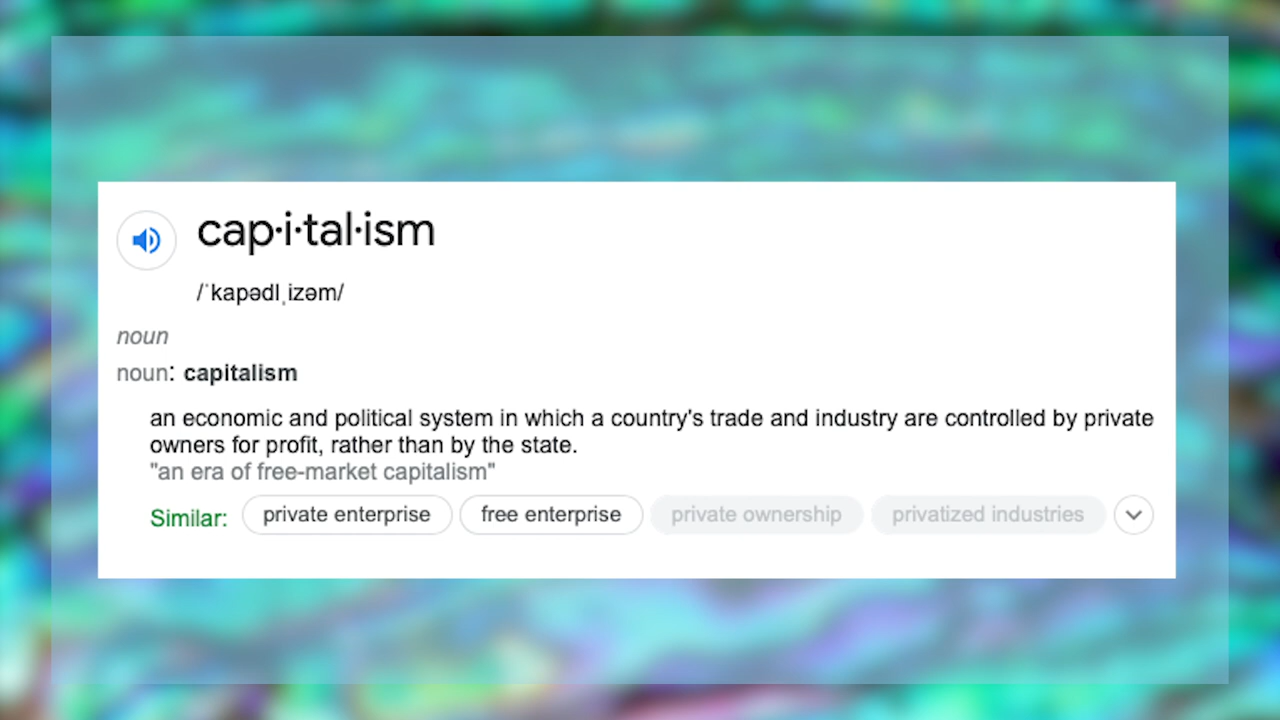 cap·i·tal·ism
/ˈkapədlˌizəm/
noun
noun: capitalism
an economic and political system in which a country's trade and industry are controlled by private
owners for profit, rather than by the state.
"an era of free-market capitalism"
Similar: private enterprise free enterprise private ownership privatized industries